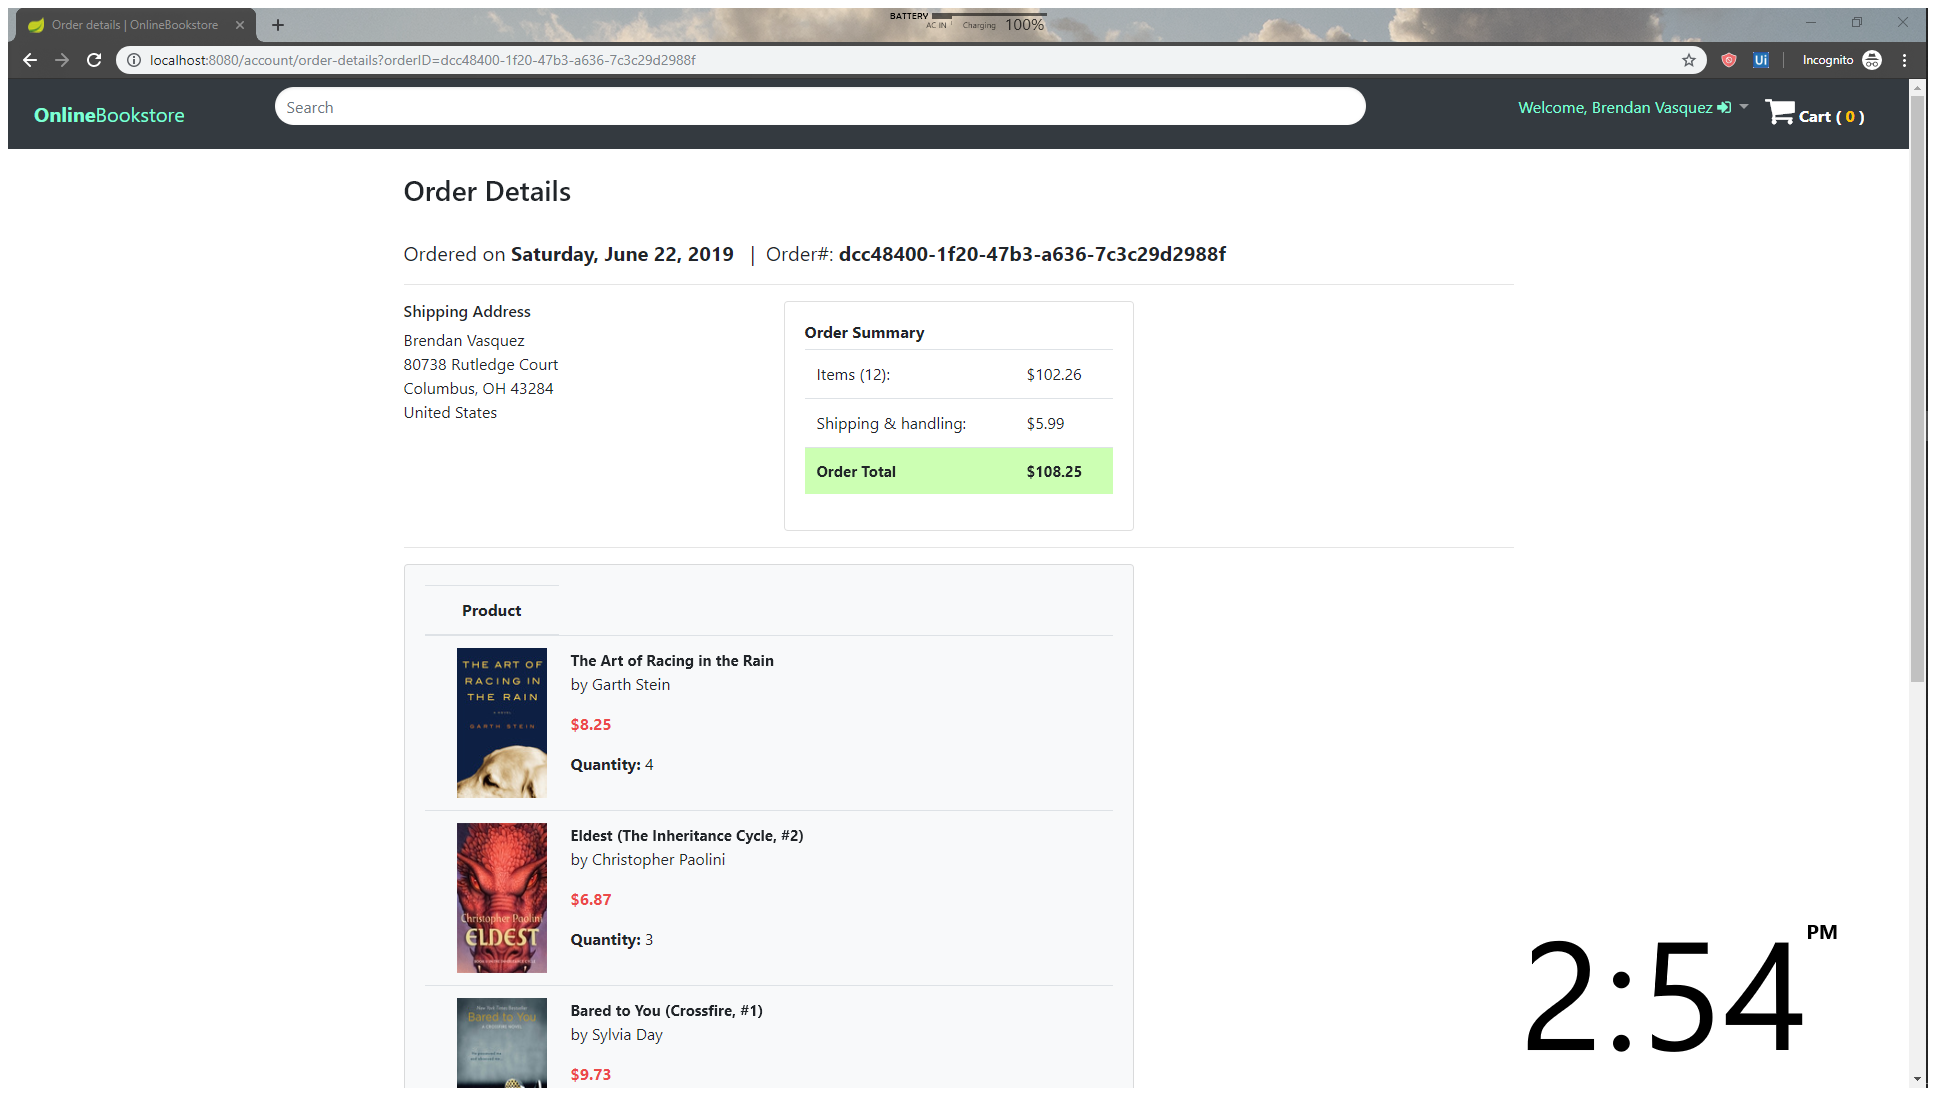 Order details | OnlineBookstore
BATTERY
AC IN Charging 100%
localhost:8080/account/order-details?orderID=dcc48400-1f20-47b3-a636-7c3c29d2988f
Ui
Incognito
OnlineBookstore
Search
Welcome, Brendan Vasquez
Cart ( 0 )
Order Details
Ordered on Saturday, June 22, 2019 | Order#: dcc48400-1f20-47b3-a636-7c3c29d2988f
Shipping Address
Brendan Vasquez
80738 Rutledge Court
Columbus, OH 43284
United States
Order Summary
Items (12): $102.26
Shipping & handling: $5.99
Order Total $108.25
Product
THE ART OF
RACING IN
THE RAIN
GARTH STEIN
The Art of Racing in the Rain
by Garth Stein
$8.25
Quantity: 4
Christopher Paolini
ELDEST
Eldest (The Inheritance Cycle, #2)
by Christopher Paolini
$6.87
Quantity: 3
Bared to You
A CROSSFIRE NOVEL
Bared to You (Crossfire, #1)
by Sylvia Day
$9.73
2:54 PM